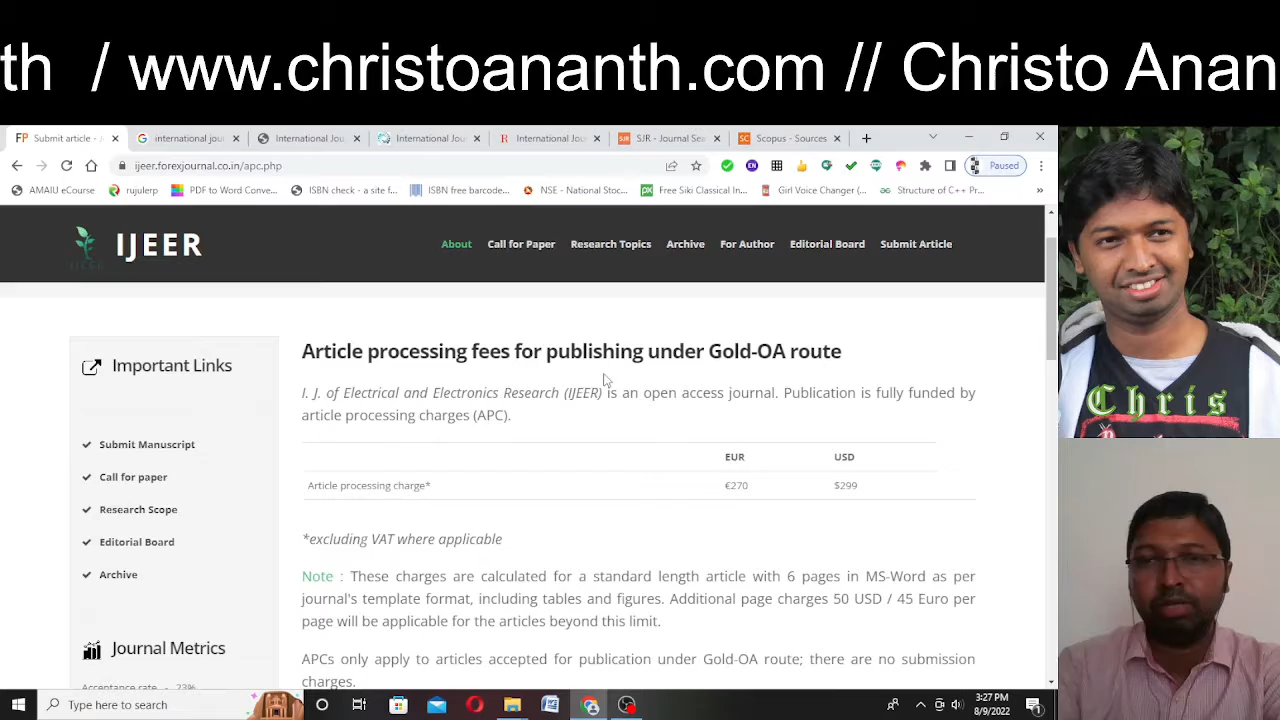 th / www.christoananth.com // Christo Anan
Submit article - J
international jou
International Jou
International Jou
International Jou
SJR - Journal Sea
Scopus - Sources
ijeer.forexjournal.co.in/apc.php
Paused
AMAIU eCourse
rujulerp
PDF to Word Conve...
ISBN check - a site f...
ISBN free barcode...
NSE - National Stock...
Free Siki Classical In...
Girl Voice Changer (...
Structure of C++ Pr...
IJEER
About
Call for Paper
Research Topics
Archive
For Author
Editorial Board
Submit Article
Important Links
Submit Manuscript
Call for paper
Research Scope
Editorial Board
Archive
Journal Metrics
Acceptance rate - 23%
Article processing fees for publishing under Gold-OA route
I. J. of Electrical and Electronics Research (IJEER) is an open access journal. Publication is fully funded by
article processing charges (APC).
EUR USD
Article processing charge* €270 $299
*excluding VAT where applicable
Note : These charges are calculated for a standard length article with 6 pages in MS-Word as per
journal's template format, including tables and figures. Additional page charges 50 USD / 45 Euro per
page will be applicable for the articles beyond this limit.
APCs only apply to articles accepted for publication under Gold-OA route; there are no submission
charges.
Chris
Type here to search
3:27 PM
8/9/2022